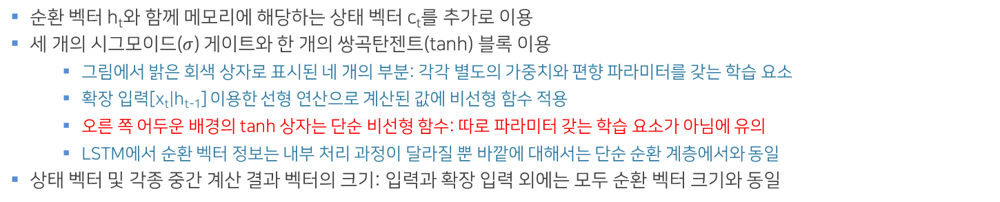 ▪ 순환 벡터 hₜ와 함께 메모리에 해당하는 상태 벡터 cₜ를 추가로 이용
▪ 세 개의 시그모이드(σ) 게이트와 한 개의 쌍곡탄젠트(tanh) 블록 이용
▪ 그림에서 밝은 회색 상자로 표시된 네 개의 부분: 각각 별도의 가중치와 편향 파라미터를 갖는 학습 요소
▪ 확장 입력[xₜ|hₜ₋₁] 이용한 선형 연산으로 계산된 값에 비선형 함수 적용
▪ 오른 쪽 어두운 배경의 tanh 상자는 단순 비선형 함수: 따로 파라미터 갖는 학습 요소가 아님에 유의
▪ LSTM에서 순환 벡터 정보는 내부 처리 과정이 달라질 뿐 바깥에 대해서는 단순 순환 계층에서와 동일
▪ 상태 벡터 및 각종 중간 계산 결과 벡터의 크기: 입력과 확장 입력 외에는 모두 순환 벡터 크기와 동일